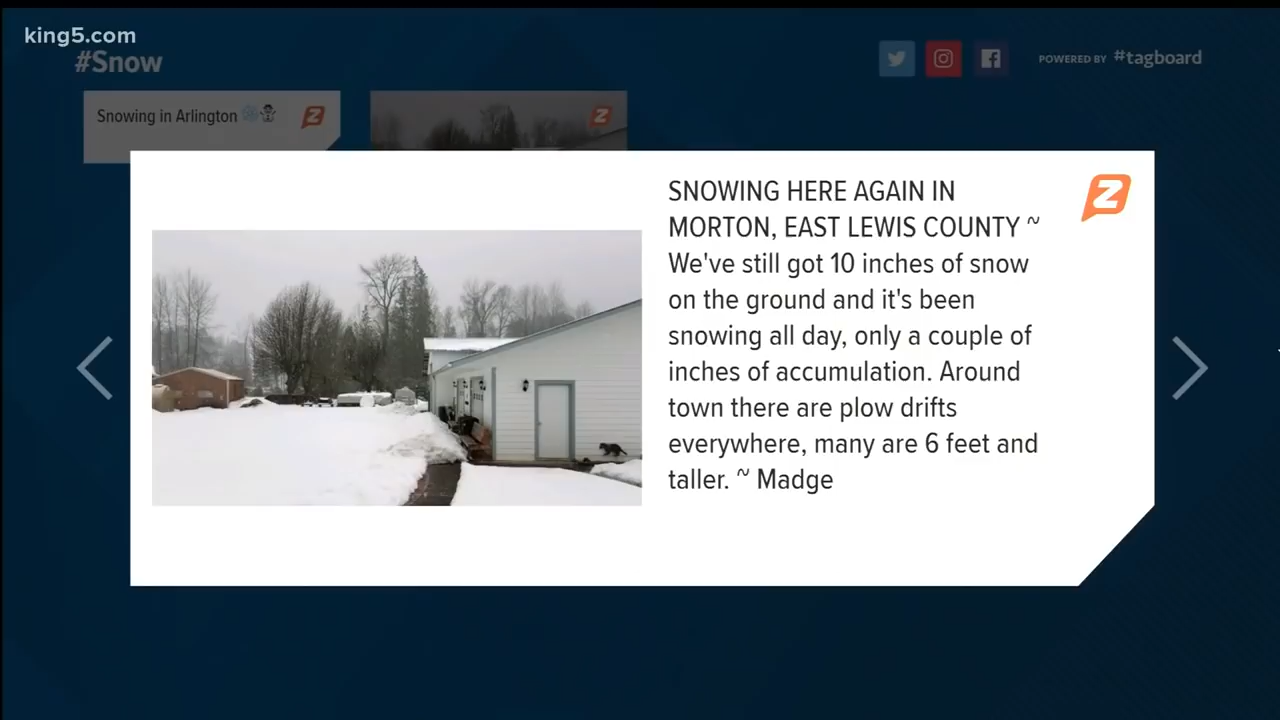 king5.com
#Snow
POWERED BY #tagboard
Snowing in Arlington
SNOWING HERE AGAIN IN
MORTON, EAST LEWIS COUNTY ~
We've still got 10 inches of snow
on the ground and it's been
snowing all day, only a couple of
inches of accumulation. Around
town there are plow drifts
everywhere, many are 6 feet and
taller. ~ Madge